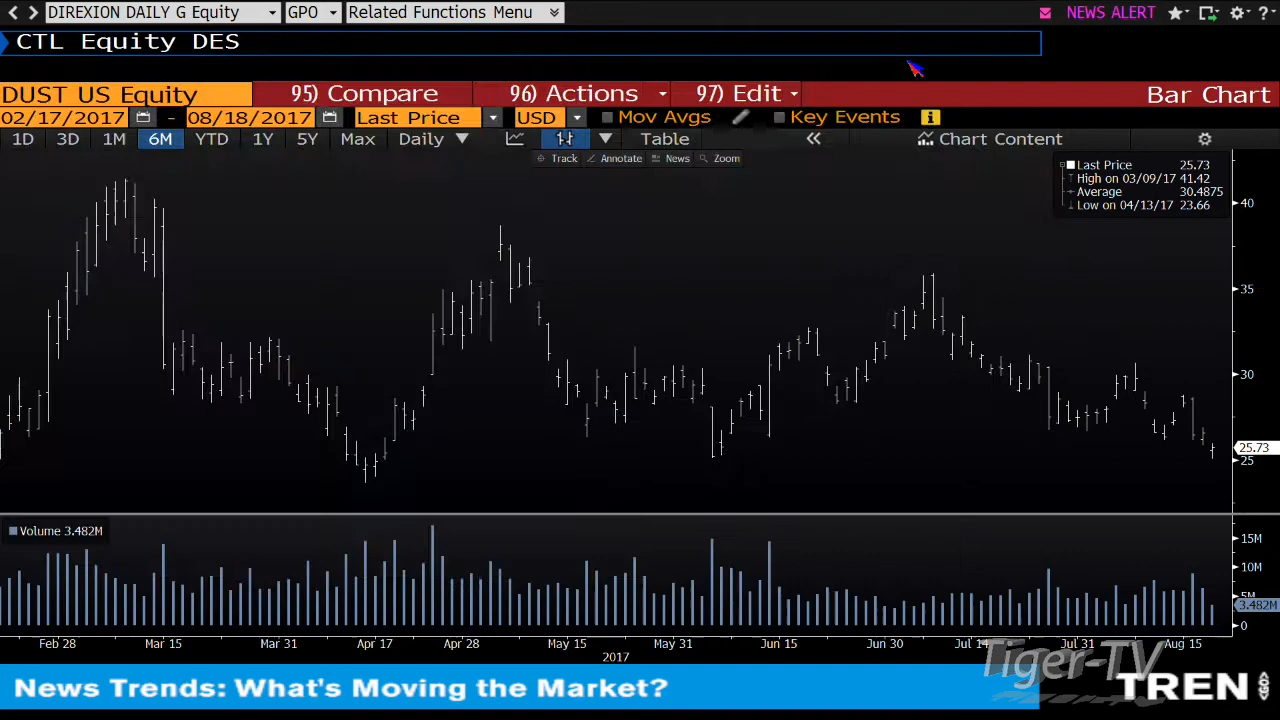 DIREXION DAILY G Equity GPO Related Functions Menu NEWS ALERT ?
CTL Equity DES
DUST US Equity 95) Compare 96) Actions 97) Edit Bar Chart
02/17/2017 - 08/18/2017 Last Price USD Mov Avgs Key Events i
1D 3D 1M 6M YTD 1Y 5Y Max Daily Table « Chart Content
Track Annotate News Zoom
Last Price 25.73
High on 03/09/17 41.42
Average 30.4875
Low on 04/13/17 23.66
40
35
30
25.73
25
Volume 3.482M
15M
10M
5M
3.482M
0
Feb 28 Mar 15 Mar 31 Apr 17 Apr 28 May 15 May 31 Jun 15 Jun 30 Jul 14 Jul 31 Aug 15
2017
Tiger-TV
News Trends: What's Moving the Market? TREN